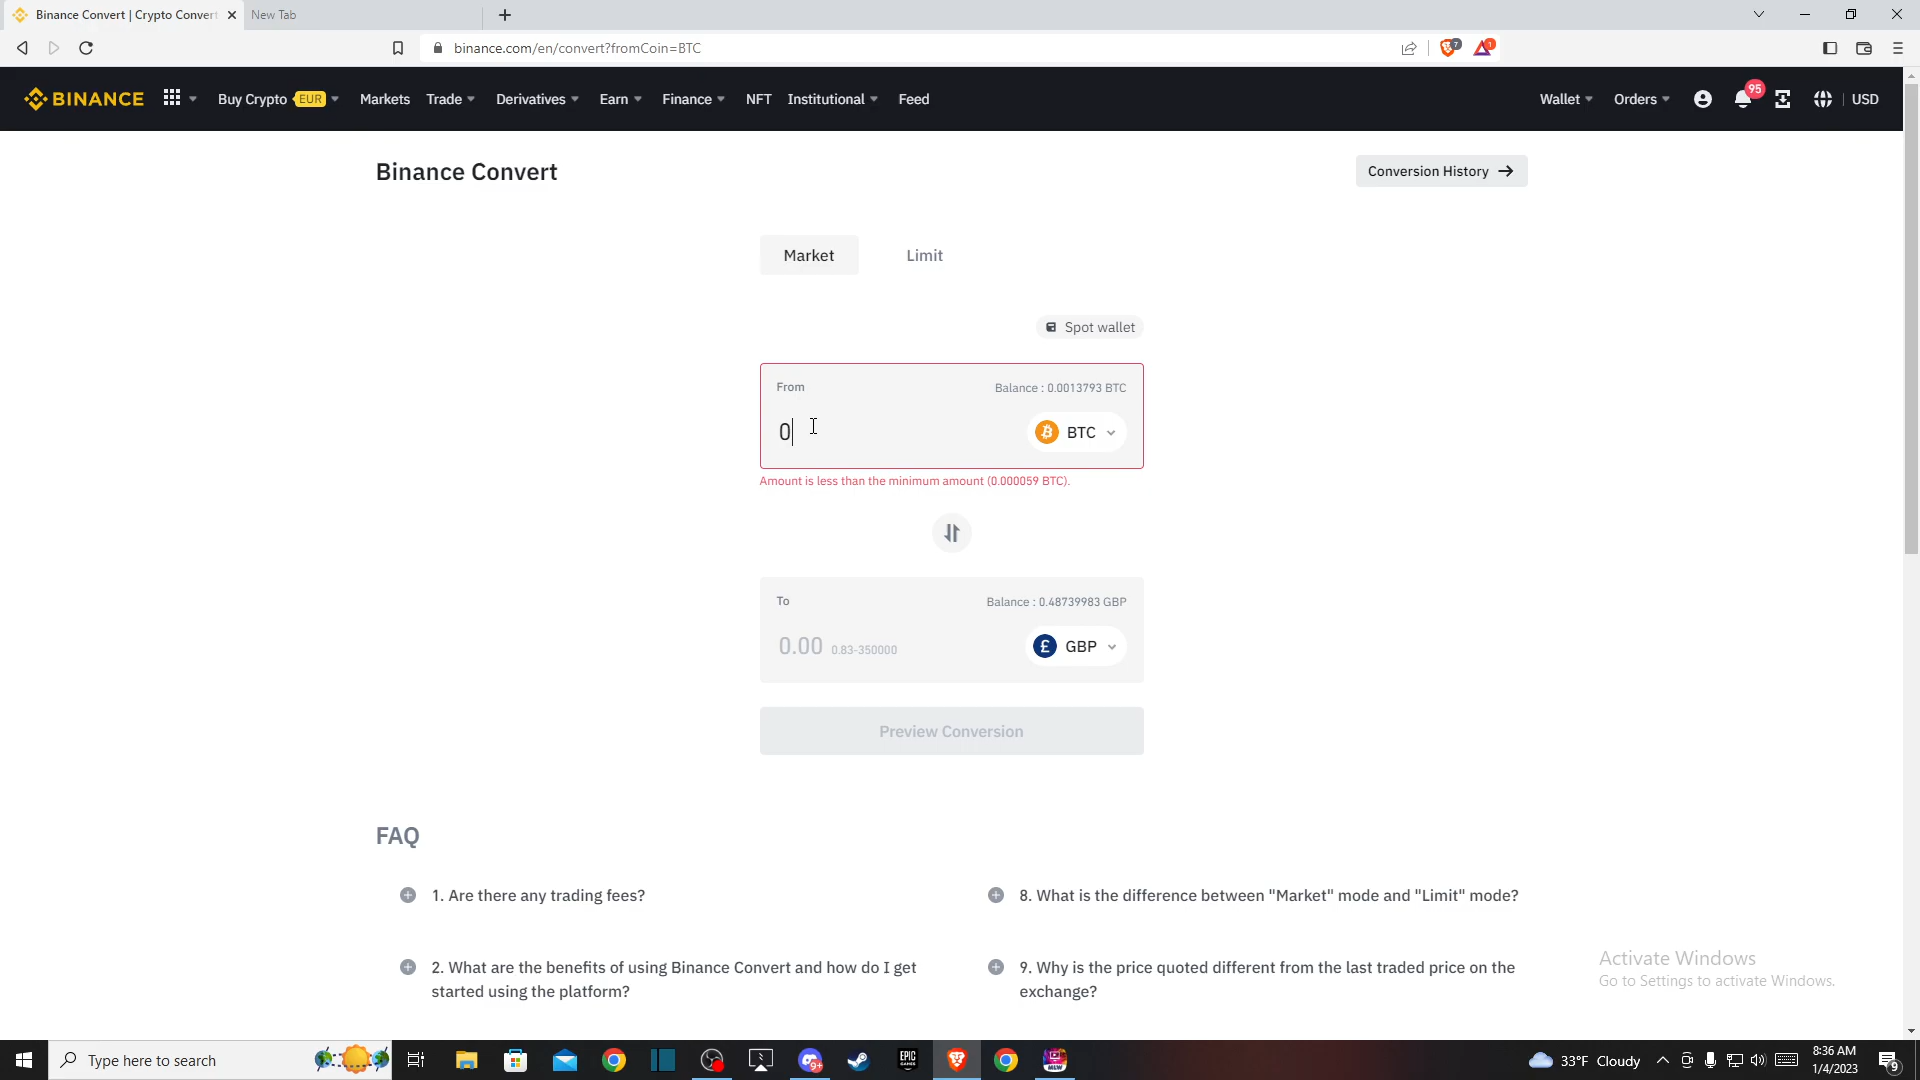 Binance Convert | Crypto Convert
New Tab
binance.com/en/convert?fromCoin=BTC
7
1
BINANCE
Buy Crypto EUR
Markets
Trade
Derivatives
Earn
Finance
NFT
Institutional
Feed
Wallet
Orders
95
USD
Binance Convert
Conversion History
Market
Limit
Spot wallet
From
Balance : 0.0013793 BTC
0
BTC
Amount is less than the minimum amount (0.000059 BTC).
To
Balance : 0.48739983 GBP
0.00 0.83-350000
£ GBP
Preview Conversion
FAQ
1. Are there any trading fees?
8. What is the difference between "Market" mode and "Limit" mode?
2. What are the benefits of using Binance Convert and how do I get
started using the platform?
9. Why is the price quoted different from the last traded price on the
exchange?
Activate Windows
Go to Settings to activate Windows.
Type here to search
9+
EPIC
GAMES
33°F Cloudy
8:36 AM
1/4/2023
9